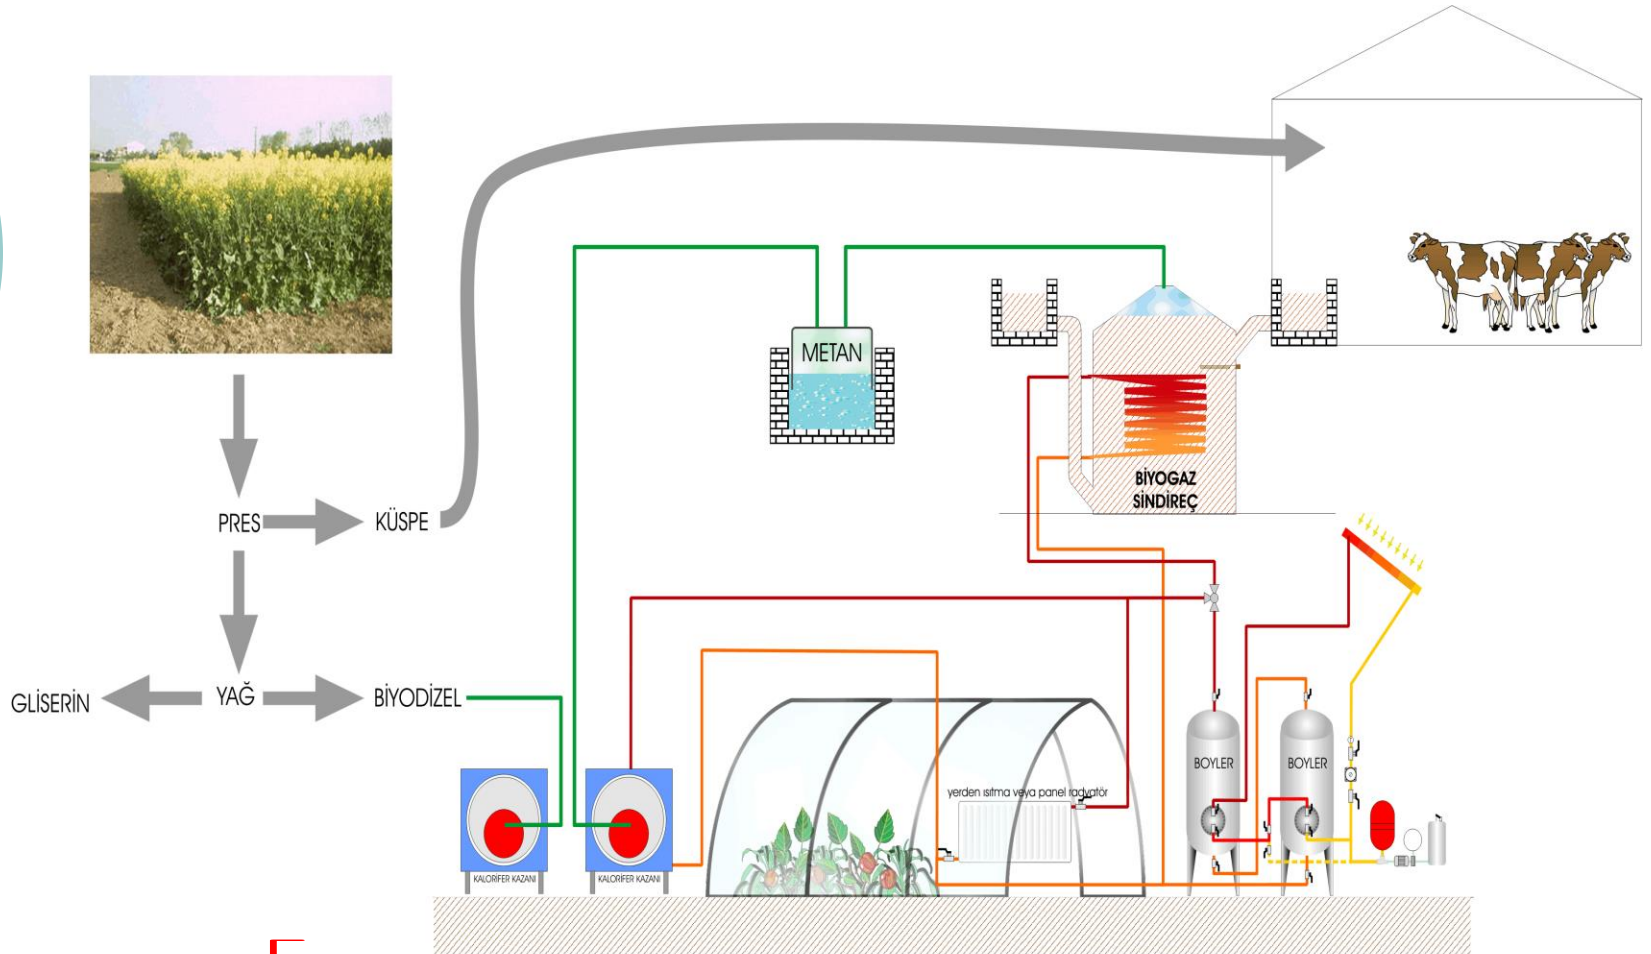 METAN
BİYOGAZ
SİNDİREÇ
PRES
KÜSPE
GLİSERİN
YAĞ
BİYODİZEL
BOYLER
BOYLER
yerden ısıtma veya panel radyatör
KALORİFER KAZANI
KALORİFER KAZANI